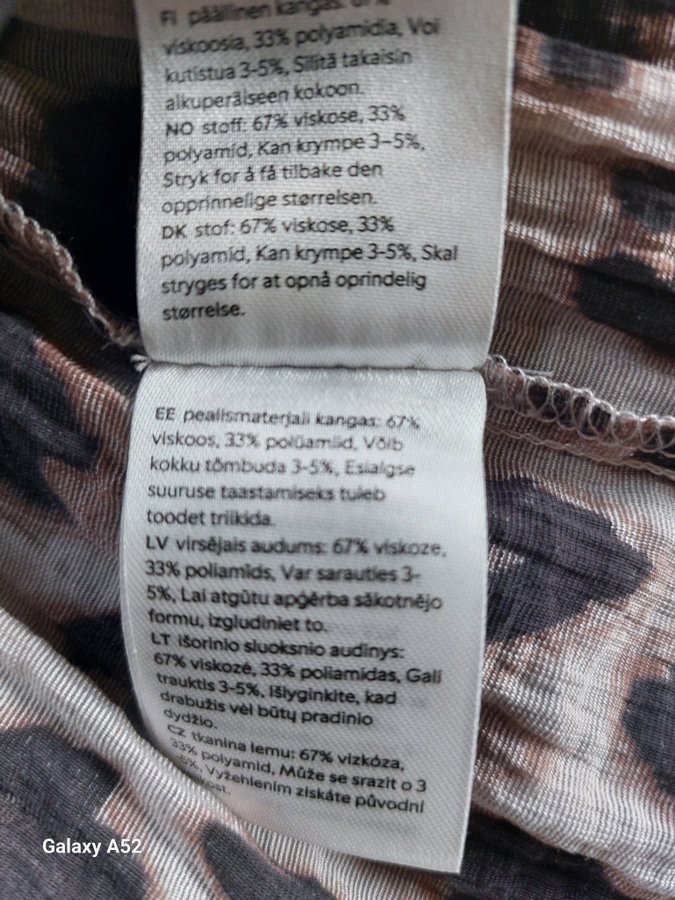 FI päällinen kangas: 67%
viskoosia, 33% polyamidia, Voi
kutistua 3-5%, Silitä takaisin
alkuperäiseen kokoon.
NO stoff: 67% viskose, 33%
polyamid, Kan krympe 3-5%,
Stryk for å få tilbake den
opprinnelige størrelsen.
DK stof: 67% viskose, 33%
polyamid, Kan krympe 3-5%, Skal
stryges for at opnå oprindelig
størrelse.
EE pealismaterjali kangas: 67%
viskoos, 33% polüamiid, Võib
kokku tõmbuda 3-5%, Esialgse
suuruse taastamiseks tuleb
toodet triikida.
LV virsējais audums: 67% viskoze,
33% poliamīds, Var sarauties 3-
5%, Lai atgūtu apģērba sākotnējo
formu, izgludiniet to.
LT išorinio sluoksnio audinys:
67% viskozė, 33% poliamidas, Gali
trauktis 3-5%, Išlyginkite, kad
drabužis vėl būtų pradinio
dydžio.
CZ tkanina lemu: 67% vizkóza,
33% polyamid, Může se srazit o 3
5%, Vyžehlením získáte původní
Galaxy A52